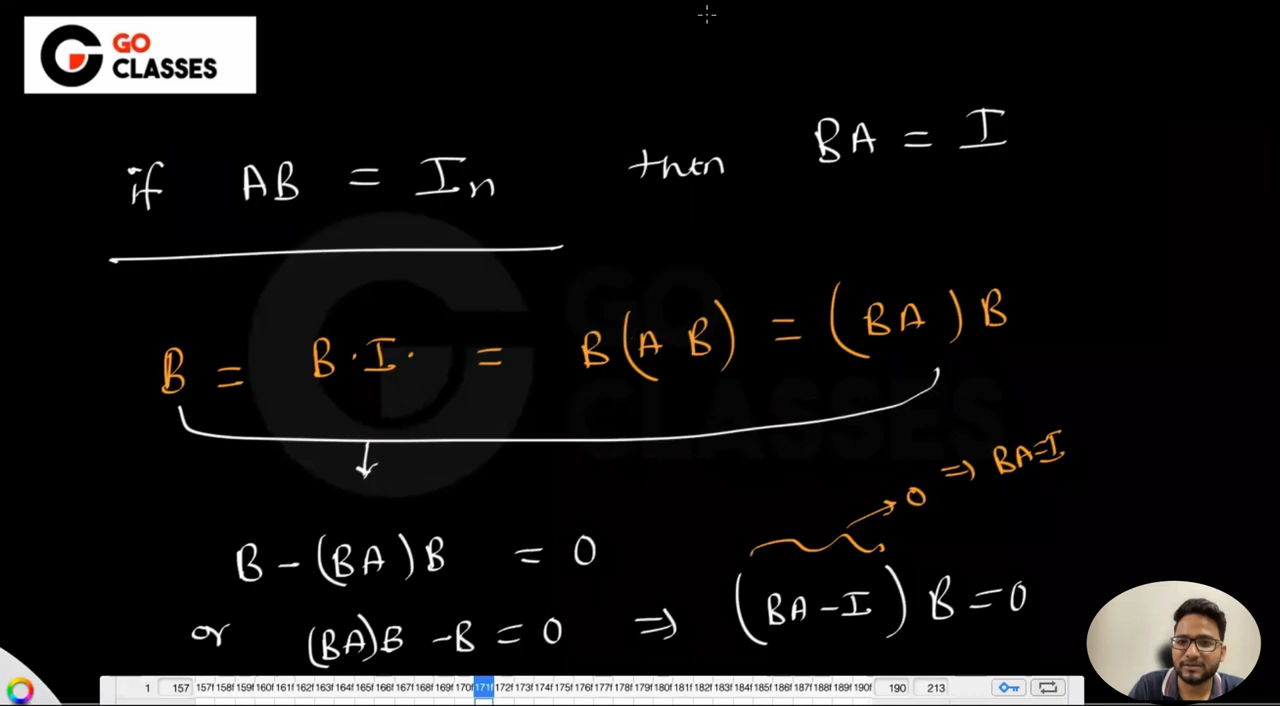 GO
CLASSES
if AB = Iₙ then BA = I
GO
CLASSES
B = B · I · = B(A B) = (BA) B
0 ⇒ BA=I
B – (BA)B = 0
or (BA)B – B = 0 ⇒ (BA – I) B = 0
1 157 157f 158f 159f 160f 161f 162f 163f 164f 165f 166f 167f 168f 169f 170f 171f 172f 173f 174f 175f 176f 177f 178f 179f 180f 181f 182f 183f 184f 185f 186f 187f 188f 189f 190f 190 213